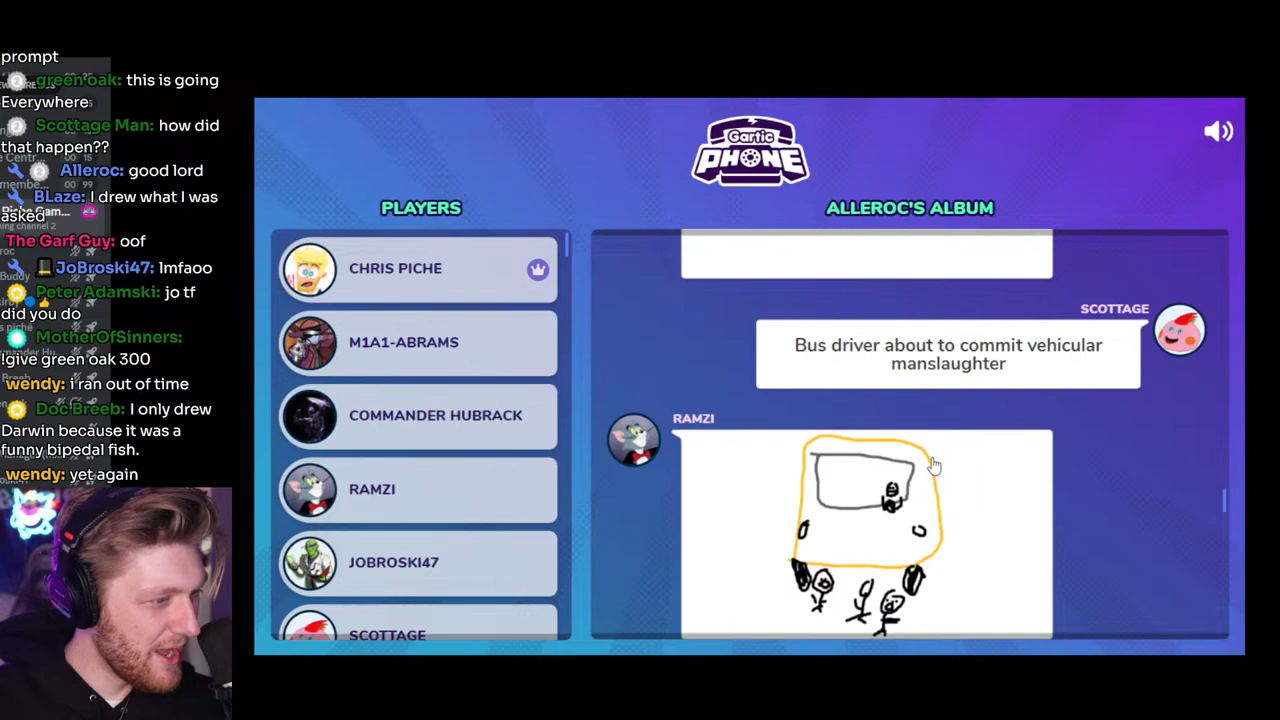 prompt
green oak: this is going
Everywhere
Scottage Man: how did
that happen??
Alleroc: good lord
BLaze: I drew what I was
asked
The Garf Guy: oof
JoBroski47: lmfaoo
Peter Adamski: jo tf
did you do
MotherOfSinners:
!give green oak 300
wendy: i ran out of time
Doc Breeb: I only drew
Darwin because it was a
funny bipedal fish.
wendy: yet again
Gartic
PHONE
PLAYERS
CHRIS PICHE
M1A1-ABRAMS
COMMANDER HUBRACK
RAMZI
JOBROSKI47
SCOTTAGE
ALLEROC'S ALBUM
SCOTTAGE
Bus driver about to commit vehicular
manslaughter
RAMZI